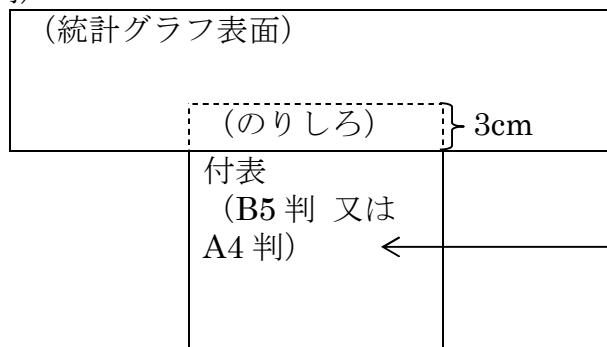 （統計グラフ表面）
（のりしろ）
3cm
付表
（B5 判 又は
A4 判）